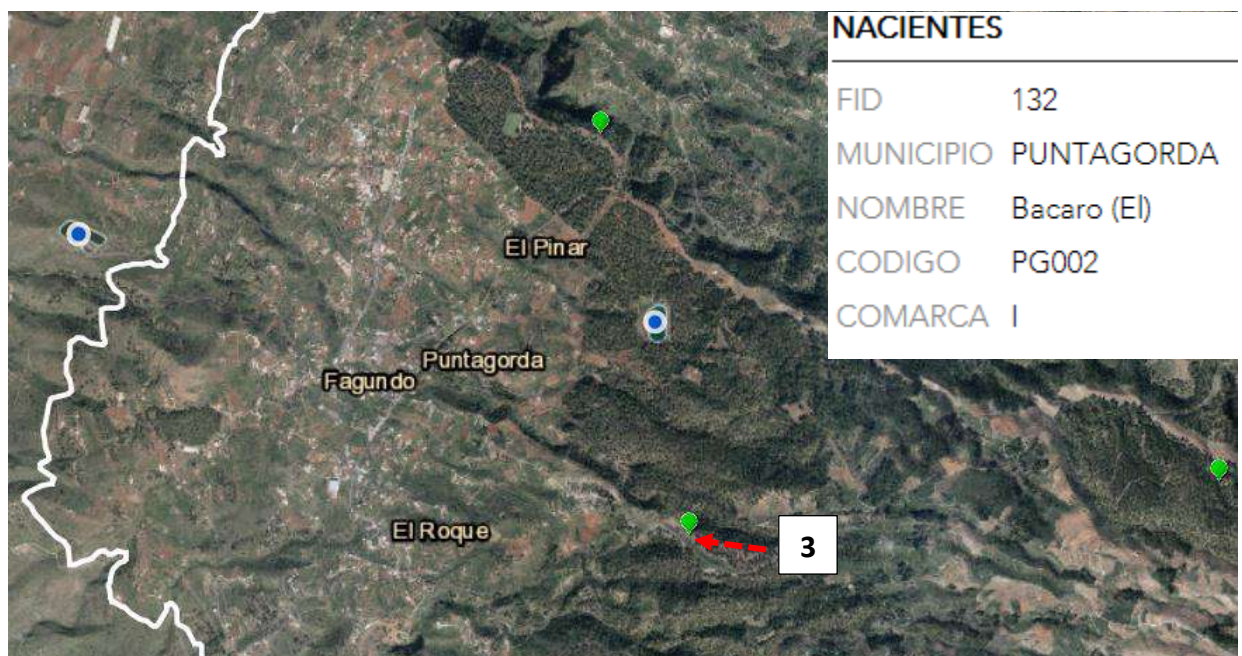 NACIENTES
FID 132
MUNICIPIO PUNTAGORDA
NOMBRE Bacaro (El)
CODIGO PG002
COMARCA I
El Pinar
Puntagorda
Fagundo
El Roque
3